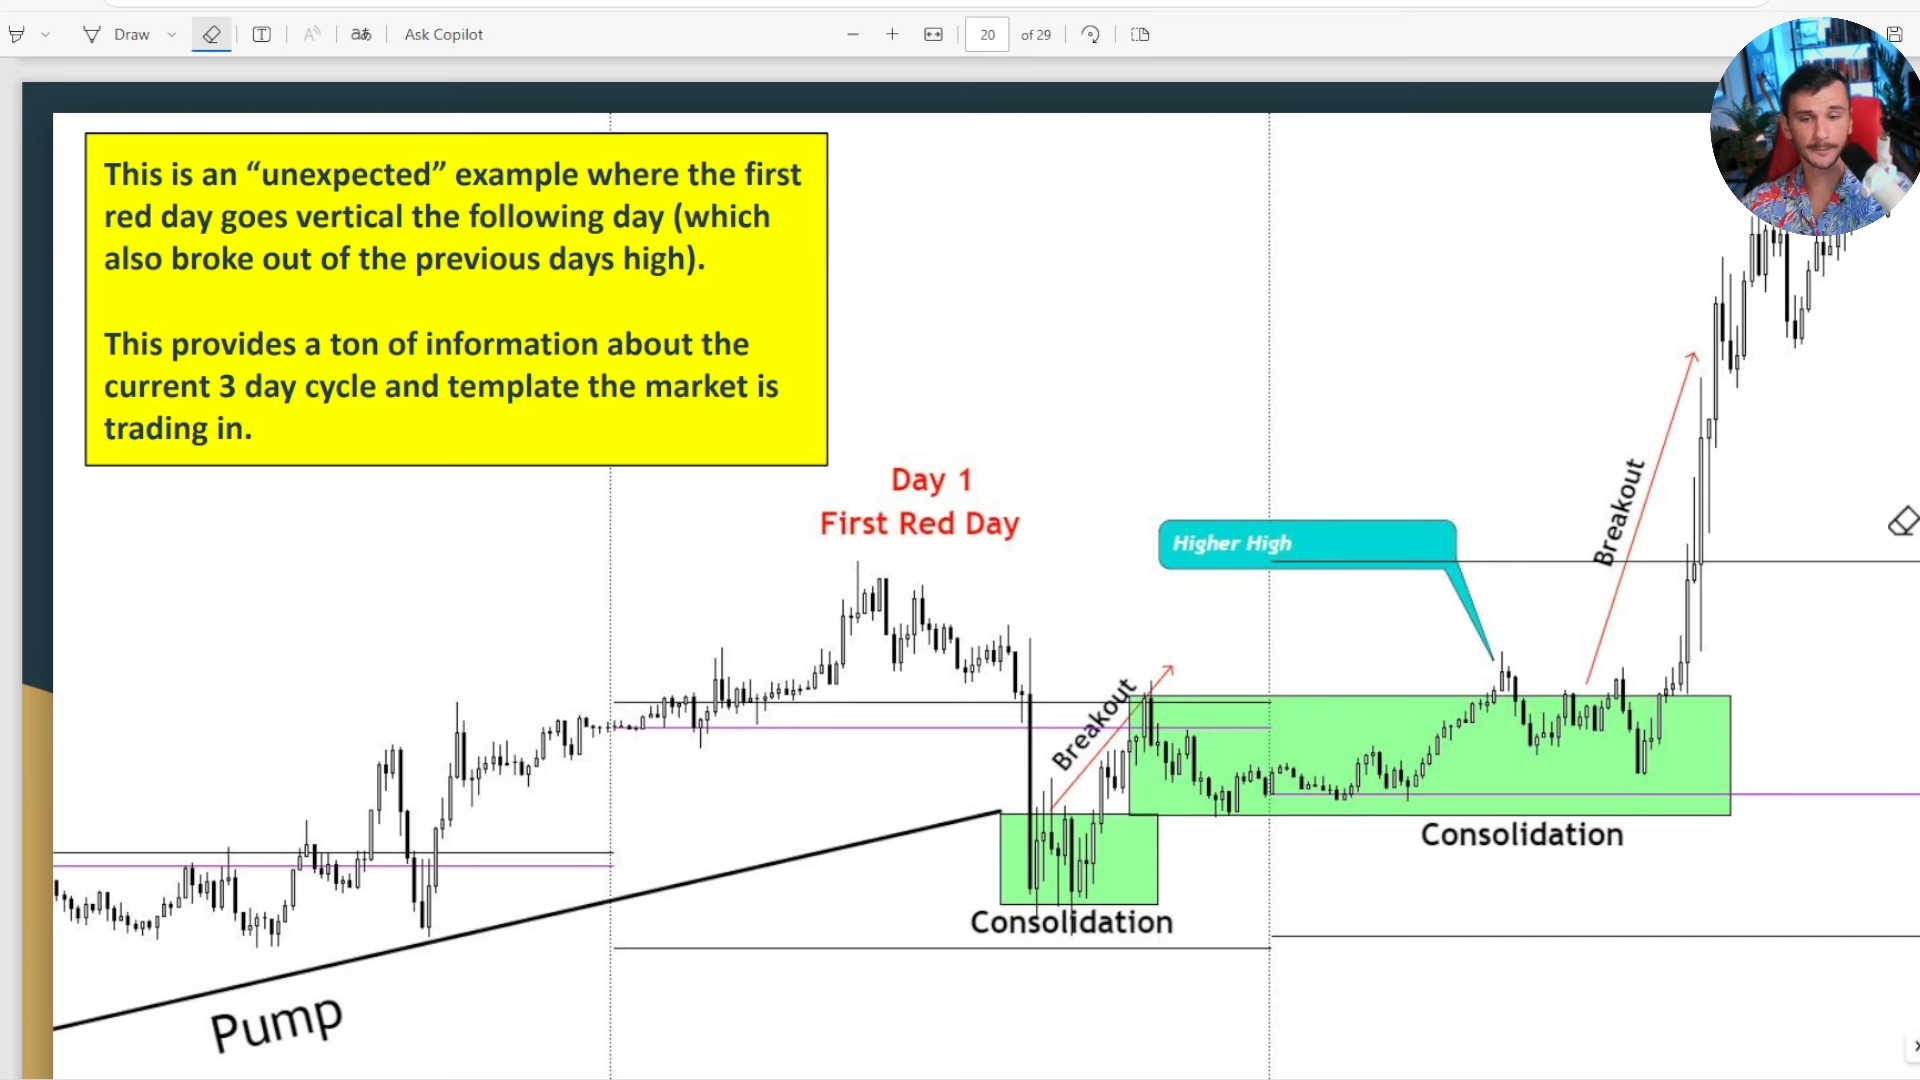 Draw
aあ
Ask Copilot
20
of 29
This is an “unexpected” example where the first
red day goes vertical the following day (which
also broke out of the previous days high).
This provides a ton of information about the
current 3 day cycle and template the market is
trading in.
Day 1
First Red Day
Higher High
Breakout
Breakout
Consolidation
Consolidation
Pump